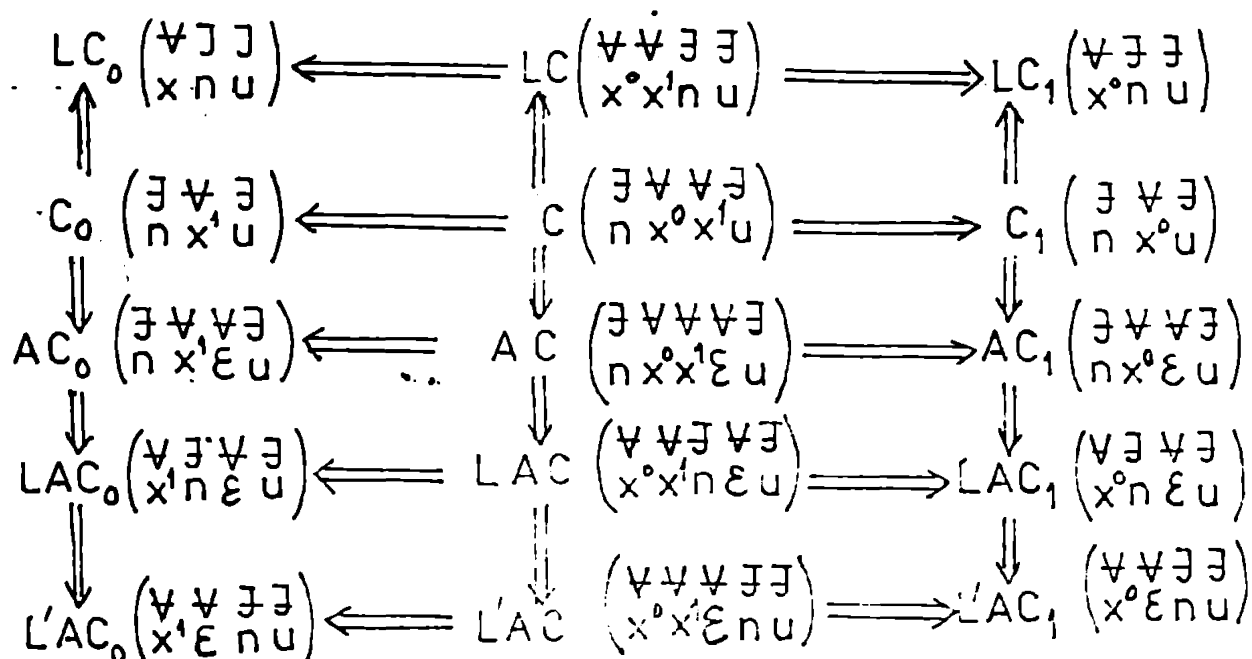 LC₀ (∀ ∃ ∃ / x n u) ⟸ LC (∀ ∀ ∃ ∃ / x⁰ x¹ n u) ⟹ LC₁ (∀ ∃ ∃ / x⁰ n u)
C₀ (∃ ∀ ∃ / n x¹ u) ⟸ C (∃ ∀ ∀ ∃ / n x⁰ x¹ u) ⟹ C₁ (∃ ∀ ∃ / n x⁰ u)
AC₀ (∃ ∀ ∀ ∃ / n x¹ ε u) ⟸ AC (∃ ∀ ∀ ∀ ∃ / n x⁰ x¹ ε u) ⟹ AC₁ (∃ ∀ ∀ ∃ / n x⁰ ε u)
LAC₀ (∀ ∃ ∀ ∃ / x¹ n ε u) ⟸ LAC (∀ ∀ ∃ ∀ ∃ / x⁰ x¹ n ε u) ⟹ LAC₁ (∀ ∃ ∀ ∃ / x⁰ n ε u)
L'AC₀ (∀ ∀ ∃ ∃ / x¹ ε n u) ⟸ L'AC (∀ ∀ ∀ ∃ ∃ / x⁰ x¹ ε n u) ⟹ L'AC₁ (∀ ∀ ∃ ∃ / x⁰ ε n u)